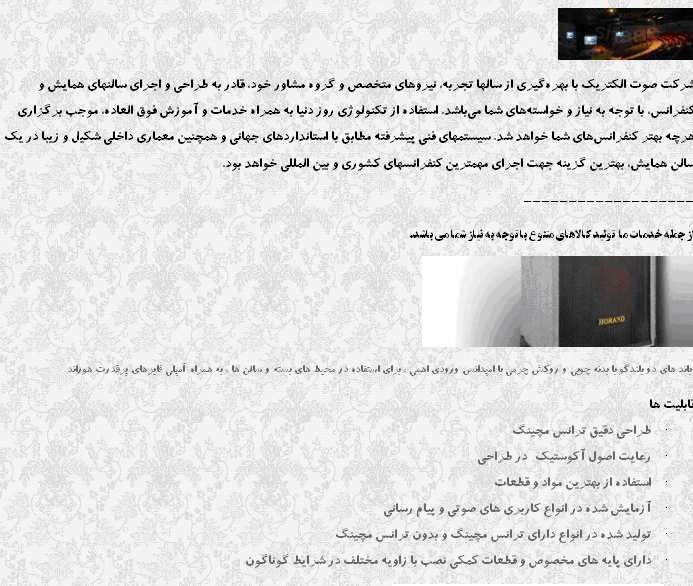 شرکت صوت الکتریک با بهره‌گیری از سالها تجربه، نیروهای متخصص و گروه مشاور خود، قادر به طراحی و اجرای سالنهای همایش و
کنفرانس، با توجه به نیاز و خواسته‌های شما می‌باشد. استفاده از تکنولوژی روز دنیا به همراه خدمات و آموزش فوق العاده، موجب برگزاری
هرچه بهتر کنفرانس‌های شما خواهد شد. سیستمهای فنی پیشرفته مطابق با استانداردهای جهانی و همچنین معماری داخلی شکیل و زیبا در یک
سالن همایش، بهترین گزینه جهت اجرای مهمترین کنفرانسهای کشوری و بین المللی خواهد بود.
--------------------
از جمله خدمات ما تولید کالاهای متنوع با توجه به نیاز شما می باشد.
HORAND
باند های دو بلندگو با بدنه چوبی و روکش چرمی با امپدانس ورودی اهمی ، برای استفاده در محیط های بسته و سالن ها ، به همراه آمپلی فایرهای پرقدرت هوراند
قابلیت ها
· طراحی دقیق ترانس مچینگ
· رعایت اصول آکوستیک در طراحی
· استفاده از بهترین مواد و قطعات
· آزمایش شده در انواع کاربری های صوتی و پیام رسانی
· تولید شده در انواع دارای ترانس مچینگ و بدون ترانس مچینگ
· دارای پایه های مخصوص و قطعات کمکی نصب با زاویه مختلف در شرایط گوناگون